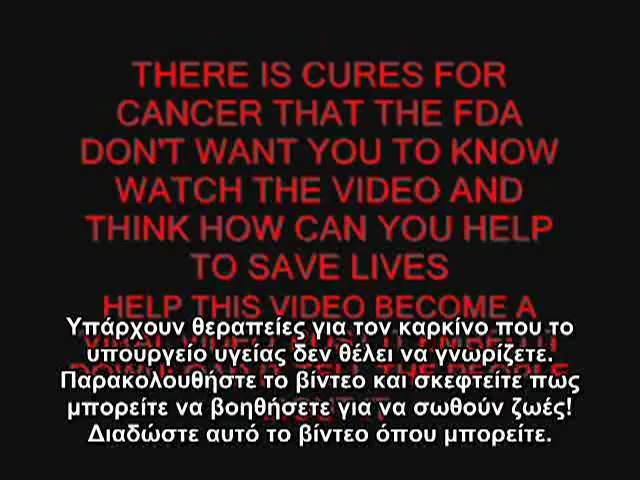 THERE IS CURES FOR
CANCER THAT THE FDA
DON'T WANT YOU TO KNOW
WATCH THE VIDEO AND
THINK HOW CAN YOU HELP
TO SAVE LIVES
HELP THIS VIDEO BECOME A
Υπάρχουν θεραπείες για τον καρκίνο που το
υπουργείο υγείας δεν θέλει να γνωρίζετε.
Παρακολουθήστε το βίντεο και σκεφτείτε πως
μπορείτε να βοηθήσετε για να σωθούν ζωές!
Διαδώστε αυτό το βίντεο όπου μπορείτε.